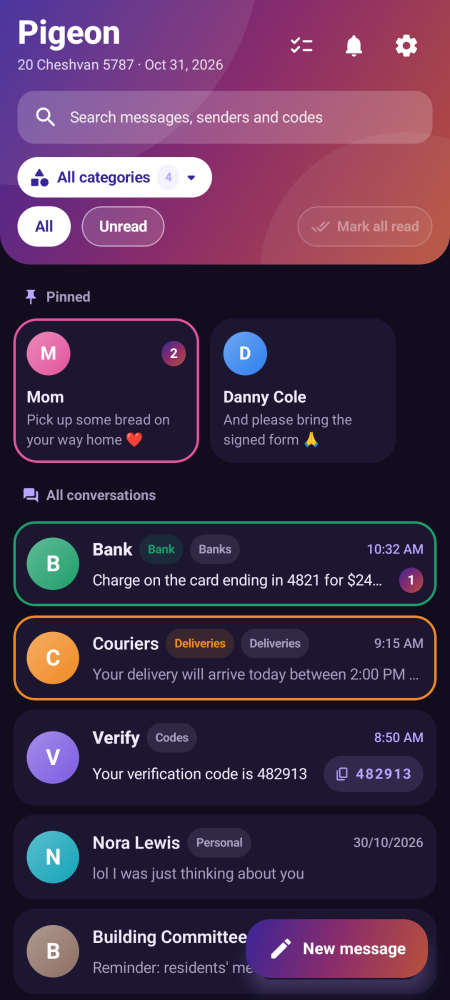 Pigeon
20 Cheshvan 5787 · Oct 31, 2026
Search messages, senders and codes
All categories 4
All Unread Mark all read
Pinned
M 2
Mom
Pick up some bread on
your way home ❤️
D
Danny Cole
And please bring the
signed form 🙏
All conversations
B Bank Bank Banks 10:32 AM
Charge on the card ending in 4821 for $24... 1
C Couriers Deliveries Deliveries 9:15 AM
Your delivery will arrive today between 2:00 PM ...
V Verify Codes 8:50 AM
Your verification code is 482913 482913
N Nora Lewis Personal 30/10/2026
lol I was just thinking about you
B Building Committee
Reminder: residents'
New message